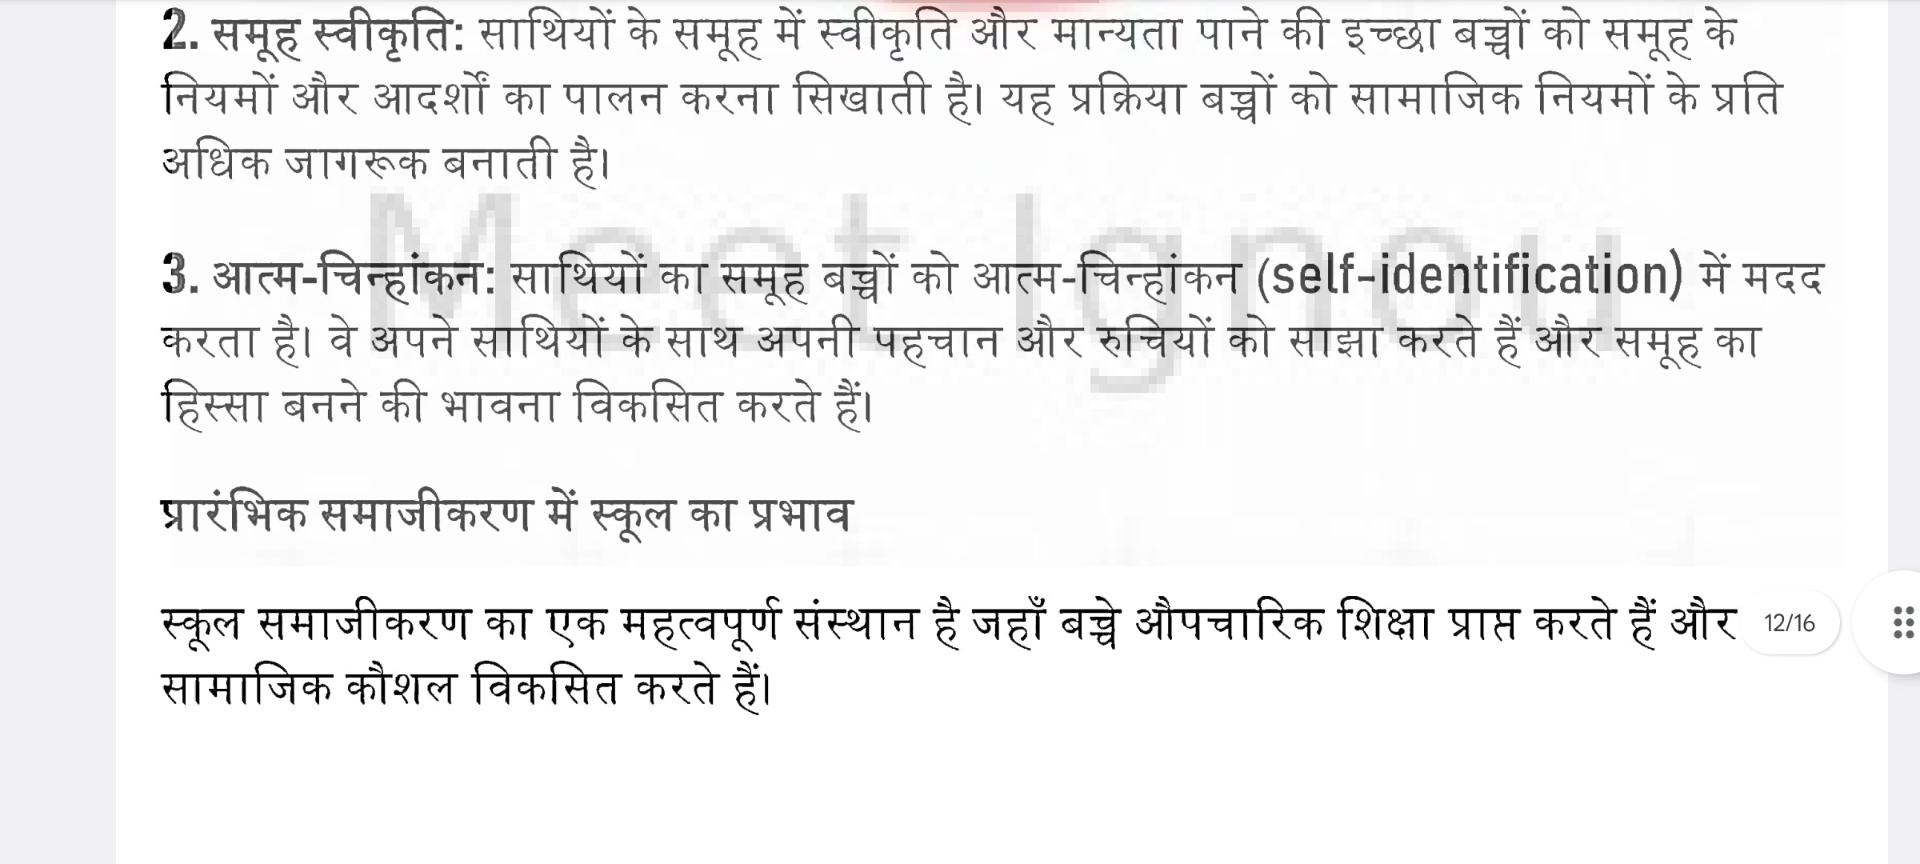 2. समूह स्वीकृति: साथियों के समूह में स्वीकृति और मान्यता पाने की इच्छा बच्चों को समूह के
नियमों और आदर्शों का पालन करना सिखाती है। यह प्रक्रिया बच्चों को सामाजिक नियमों के प्रति
अधिक जागरूक बनाती है।
Meet Ignou
3. आत्म-चिन्हांकन: साथियों का समूह बच्चों को आत्म-चिन्हांकन (self-identification) में मदद
करता है। वे अपने साथियों के साथ अपनी पहचान और रुचियों को साझा करते हैं और समूह का
हिस्सा बनने की भावना विकसित करते हैं।
प्रारंभिक समाजीकरण में स्कूल का प्रभाव
स्कूल समाजीकरण का एक महत्वपूर्ण संस्थान है जहाँ बच्चे औपचारिक शिक्षा प्राप्त करते हैं और
12/16
सामाजिक कौशल विकसित करते हैं।